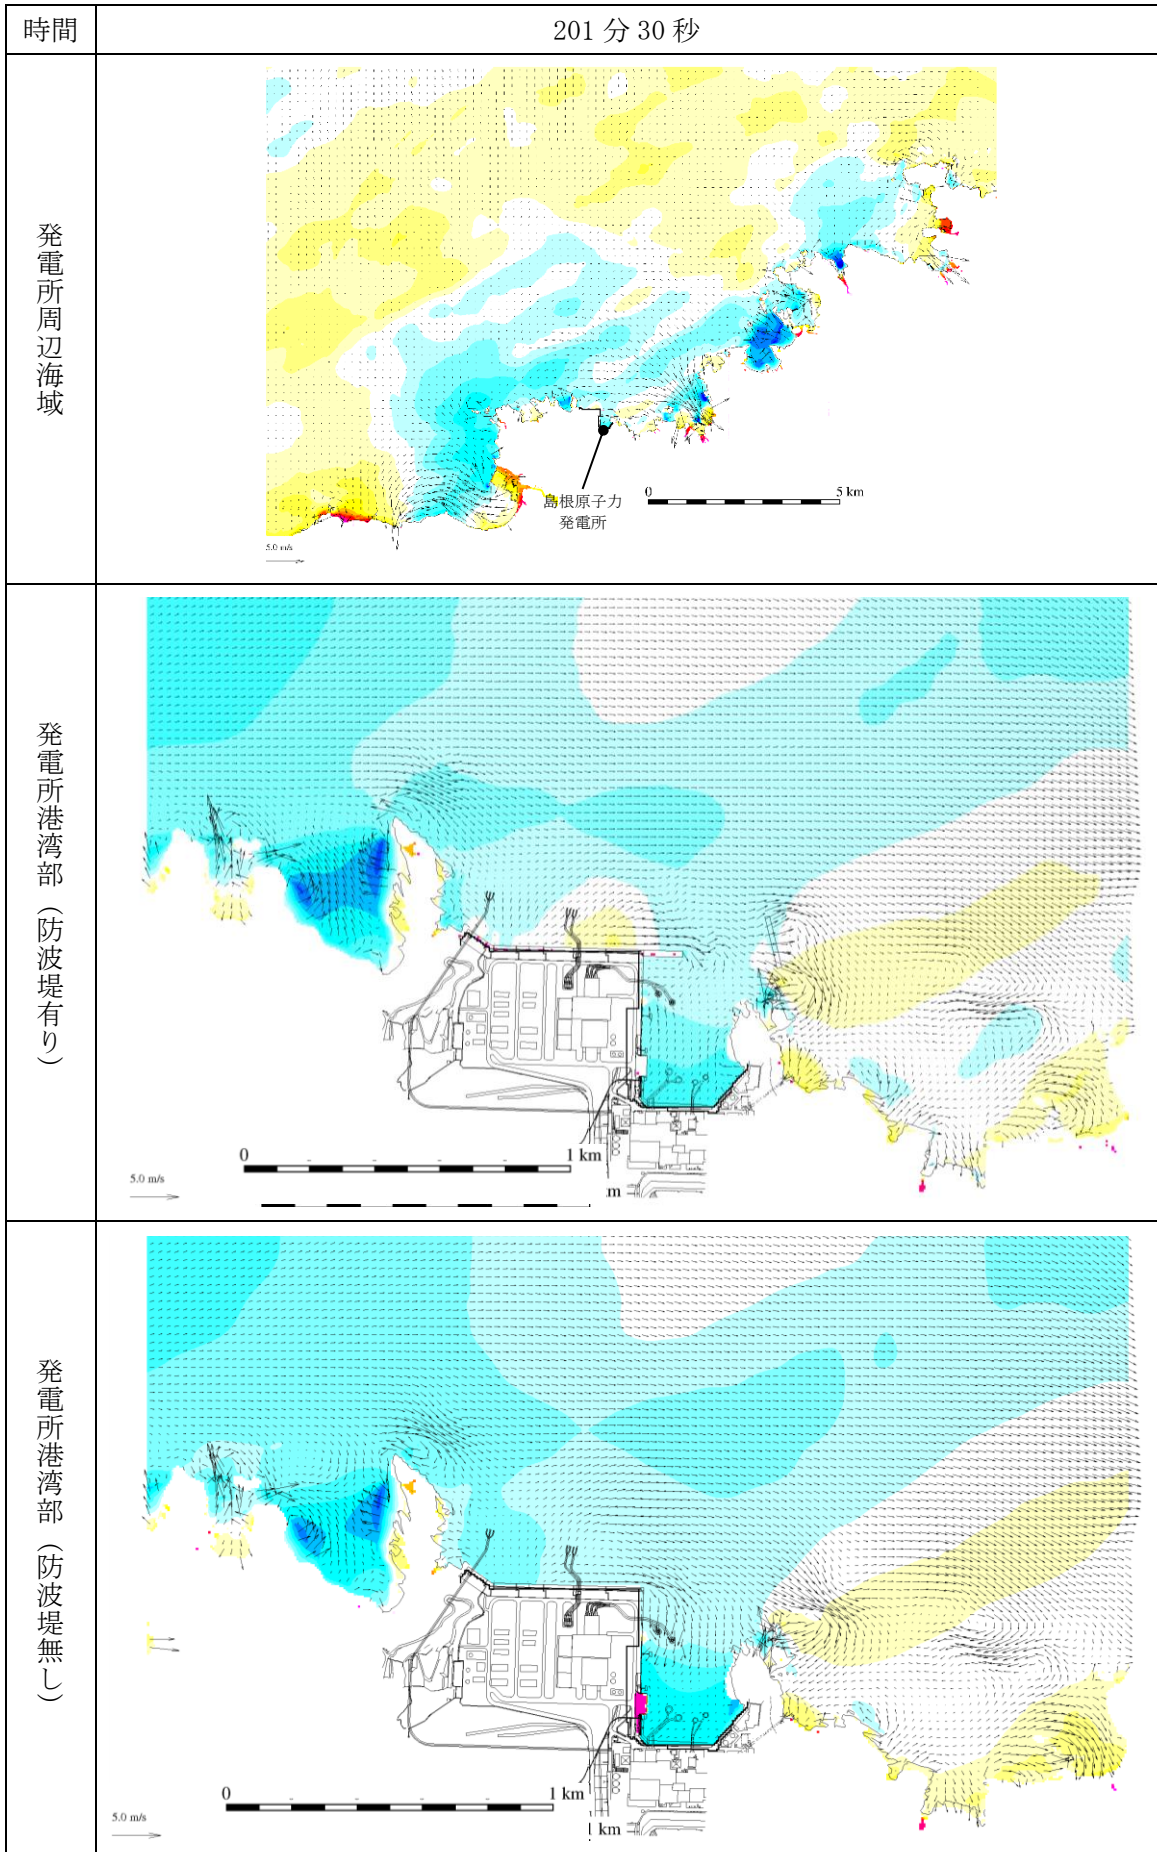 時間
201 分 30 秒
発電所周辺海域
島根原子力
発電所
0 5 km
5.0 m/s
発電所港湾部（防波堤有り）
0 1 km
5.0 m/s
m
発電所港湾部（防波堤無し）
0 1 km
5.0 m/s
1 km